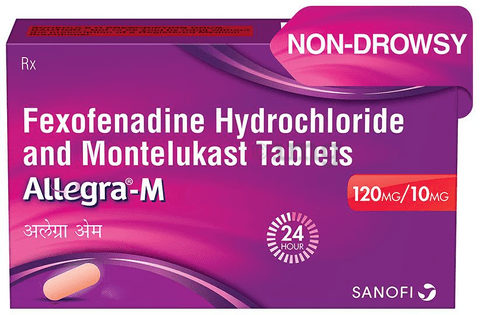 NON-DROWSY
Rx
Fexofenadine Hydrochloride
and Montelukast Tablets
Allegra®-M
120MG/10MG
अलेग्रा एम
24
HOUR
SANOFI